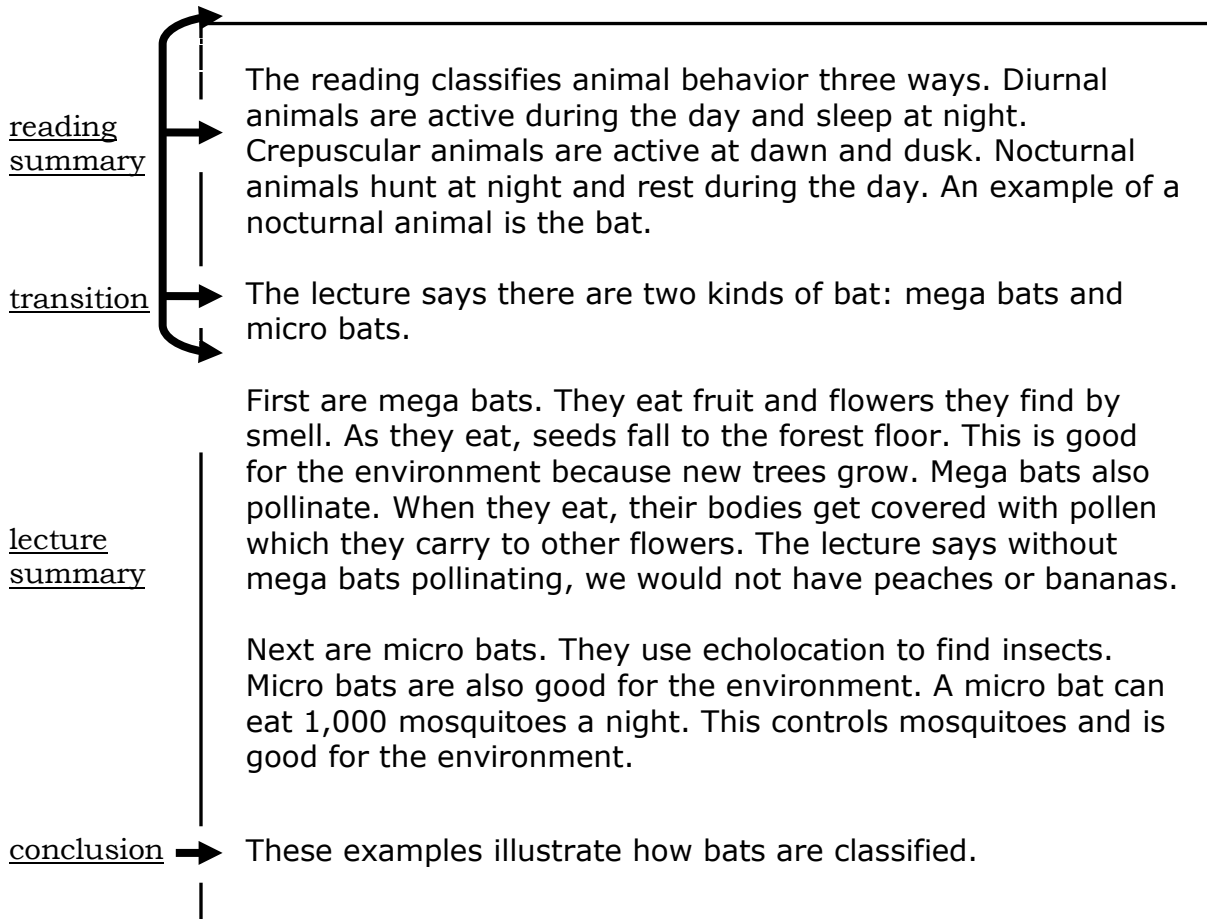 The reading classifies animal behavior three ways. Diurnal
animals are active during the day and sleep at night.
reading
summary
Crepuscular animals are active at dawn and dusk. Nocturnal
animals hunt at night and rest during the day. An example of a
nocturnal animal is the bat.
transition
The lecture says there are two kinds of bat: mega bats and
micro bats.
First are mega bats. They eat fruit and flowers they find by
smell. As they eat, seeds fall to the forest floor. This is good
for the environment because new trees grow. Mega bats also
pollinate. When they eat, their bodies get covered with pollen
lecture
summary
which they carry to other flowers. The lecture says without
mega bats pollinating, we would not have peaches or bananas.
Next are micro bats. They use echolocation to find insects.
Micro bats are also good for the environment. A micro bat can
eat 1,000 mosquitoes a night. This controls mosquitoes and is
good for the environment.
conclusion
These examples illustrate how bats are classified.